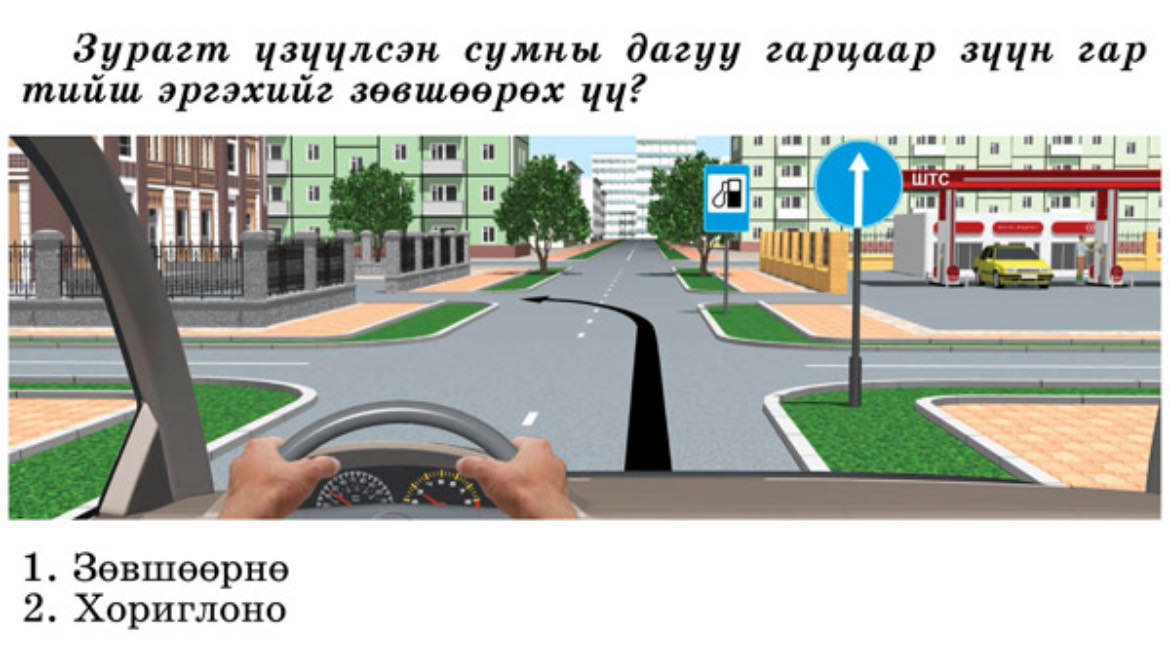 Зурагт үзүүлсэн сумны дагуу гарцаар зүүн гар
тийш эргэхийг зөвшөөрөх үү?
ШТС
1. Зөвшөөрнө
2. Хориглоно